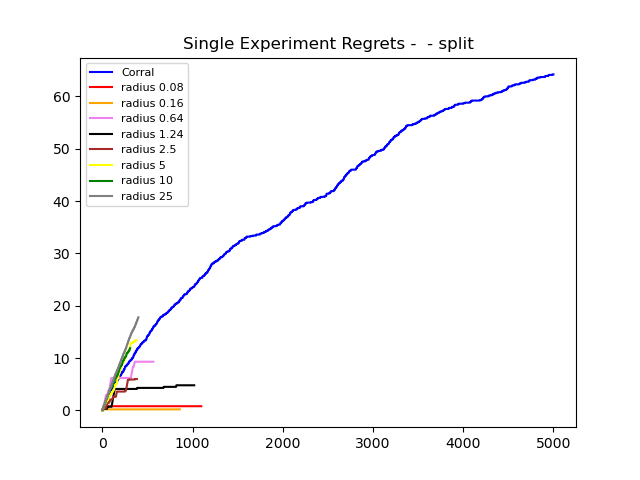 Single Experiment Regrets -  - split
Corral
radius 0.08
radius 0.16
radius 0.64
radius 1.24
radius 2.5
radius 5
radius 10
radius 25
60
50
40
30
20
10
0
0 1000 2000 3000 4000 5000